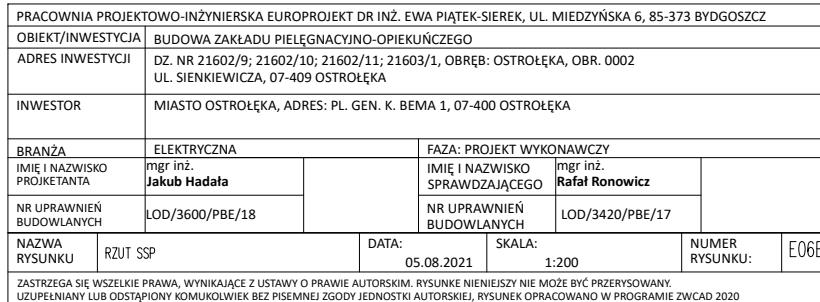 PRACOWNIA PROJEKTOWO-INŻYNIERSKA EUROPROJEKT DR INŻ. EWA PIĄTEK-SIEREK, UL. MIEDZYŃSKA 6, 85-373 BYDGOSZCZ
OBIEKT/INWESTYCJA BUDOWA ZAKŁADU PIELĘGNACYJNO-OPIEKUŃCZEGO
ADRES INWESTYCJI DZ. NR 21602/9; 21602/10; 21602/11; 21603/1, OBRĘB: OSTROŁĘKA, OBR. 0002
UL. SIENKIEWICZA, 07-409 OSTROŁĘKA
INWESTOR MIASTO OSTROŁĘKA, ADRES: PL. GEN. K. BEMA 1, 07-400 OSTROŁĘKA
BRANŻA ELEKTRYCZNA FAZA: PROJEKT WYKONAWCZY
IMIĘ I NAZWISKO mgr inż. IMIĘ I NAZWISKO mgr inż.
PROJKETANTA Jakub Hadała SPRAWDZAJĄCEGO Rafał Ronowicz
NR UPRAWNIEŃ LOD/3600/PBE/18 NR UPRAWNIEŃ LOD/3420/PBE/17
BUDOWLANYCH BUDOWLANYCH
NAZWA RZUT SSP DATA: SKALA: NUMER
RYSUNKU 05.08.2021 1:200 RYSUNKU:
ZASTRZEGA SIĘ WSZELKIE PRAWA, WYNIKAJĄCE Z USTAWY O PRAWIE AUTORSKIM. RYSUNKE NIENIEJSZY NIE MOŻE BYĆ PRZERYSOWANY.
UZUPEŁNIANY LUB ODSTĄPIONY KOMUKOLWIEK BEZ PISEMNEJ ZGODY JEDNOSTKI AUTORSKIEJ, RYSUNEK OPRACOWANO W PROGRAMIE ZWCAD 2020